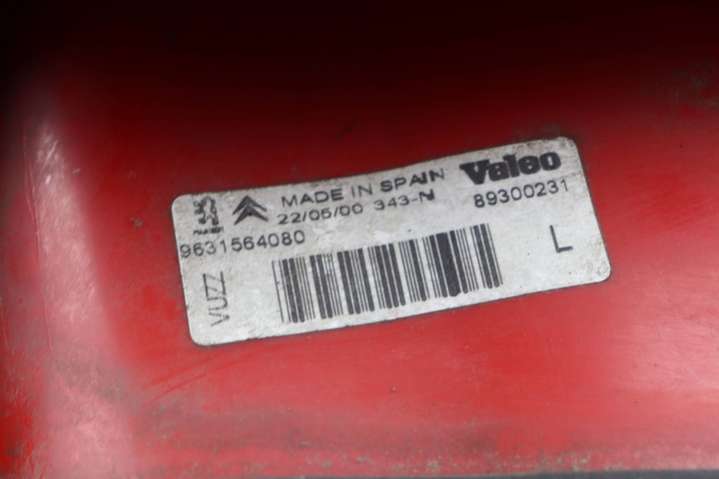 MADE IN SPAIN Valeo
22/05/00 343-N 89300231
9631564080 L
VUZZ